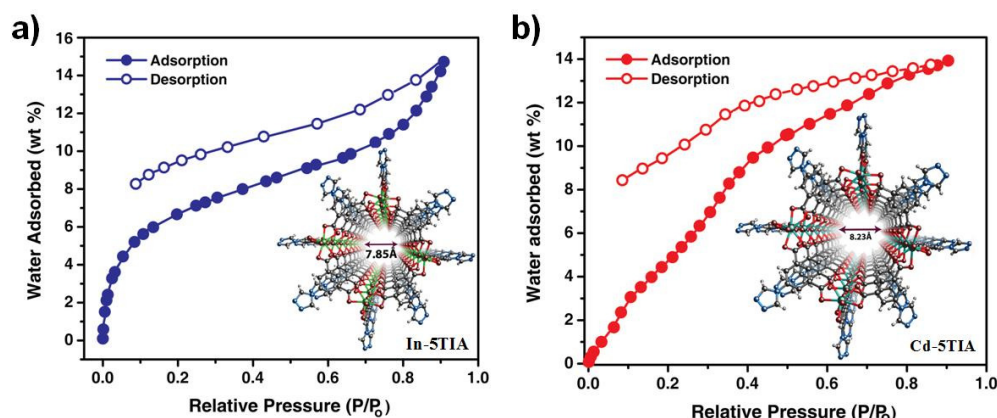 a)
16
14
12
10
8
6
4
2
0
Water Adsorbed (wt %)
Adsorption
Desorption
7.85Å
In-5TIA
0.0 0.2 0.4 0.6 0.8 1.0
Relative Pressure (P/P₀)
b)
14
12
10
8
6
4
2
0
Water adsorbed (wt %)
Adsorption
Desorption
8.23Å
Cd-5TIA
0.0 0.2 0.4 0.6 0.8 1.0
Relative Pressure (P/P₀)